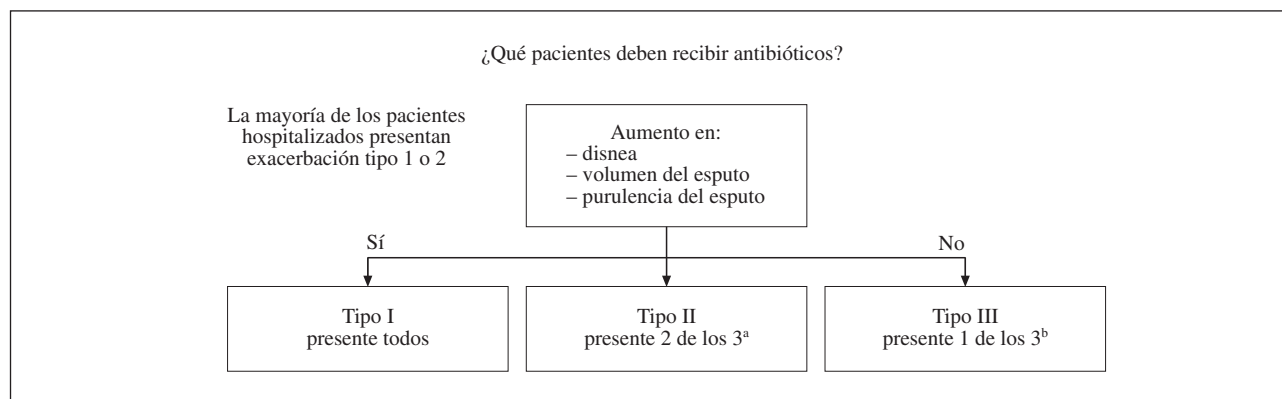 ¿Qué pacientes deben recibir antibióticos?
La mayoría de los pacientes
hospitalizados presentan
exacerbación tipo 1 o 2
Aumento en:
– disnea
– volumen del esputo
– purulencia del esputo
Sí
No
Tipo I
presente todos
Tipo II
presente 2 de los 3ª
Tipo III
presente 1 de los 3ᵇ